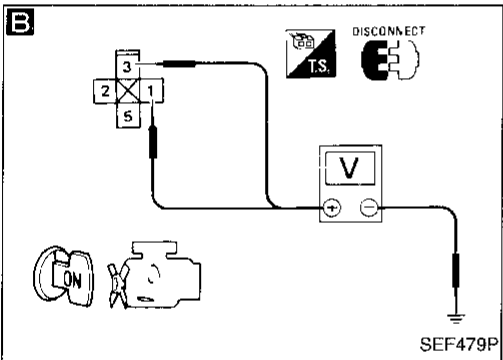 B
DISCONNECT
T.S.
3
2 1
5
V
+ −
ON
SEF479P